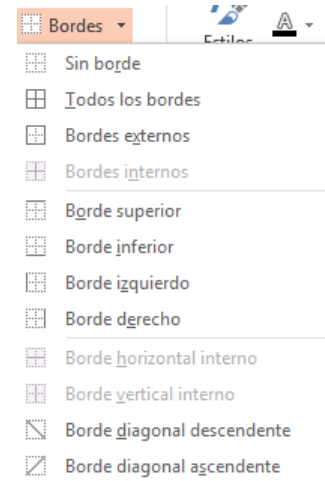 Bordes
A
Estilos
Sin borde
Todos los bordes
Bordes externos
Bordes internos
Borde superior
Borde inferior
Borde izquierdo
Borde derecho
Borde horizontal interno
Borde vertical interno
Borde diagonal descendente
Borde diagonal ascendente